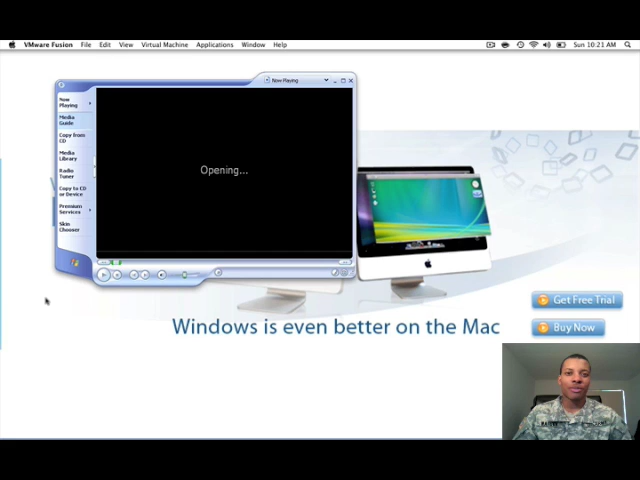 VMware Fusion File Edit View Virtual Machine Applications Window Help
Sun 10:21 AM
Now Playing
Now
Playing
Media
Guide
Copy from
CD
Media
Library
Radio
Tuner
Copy to CD
or Device
Premium
Services
Skin
Chooser
Opening...
Get Free Trial
Windows is even better on the Mac
Buy Now